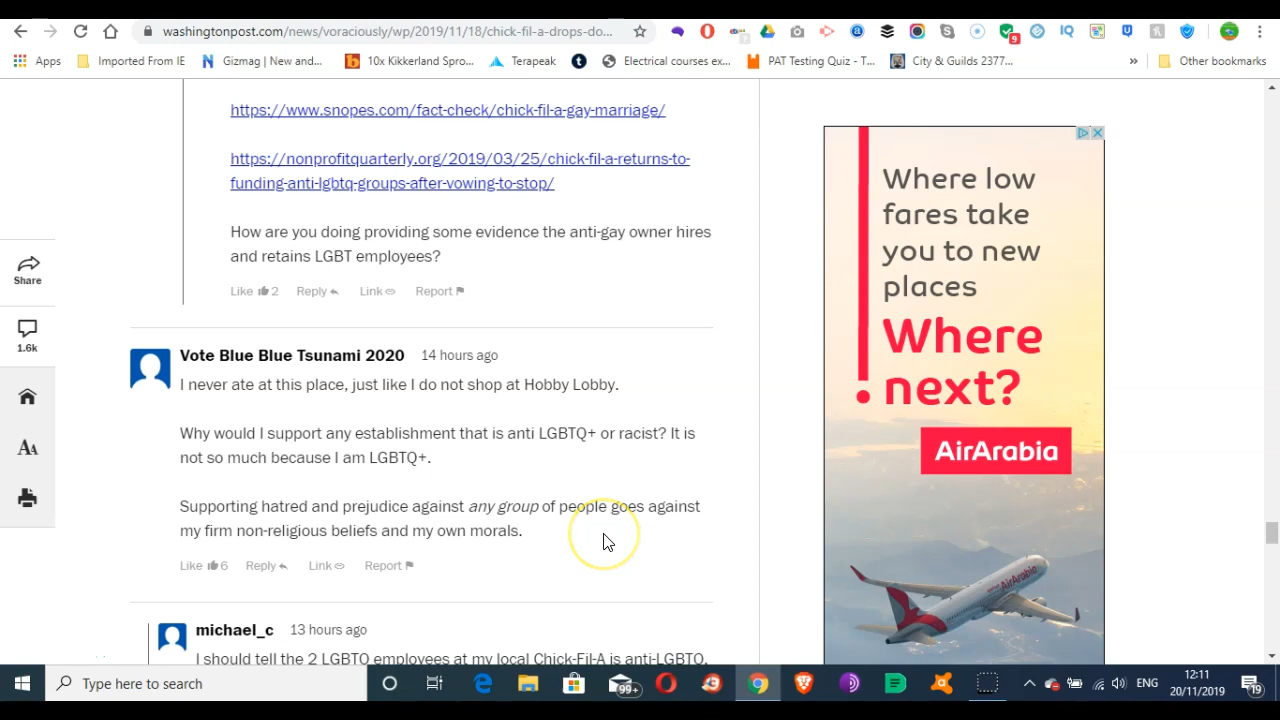 washingtonpost.com/news/voraciously/wp/2019/11/18/chick-fil-a-drops-do...
9
IQ
Apps
Imported From IE
Gizmag | New and...
10x Kikkerland Spro...
Terapeak
Electrical courses ex...
PAT Testing Quiz - T...
City & Guilds 2377...
»
Other bookmarks
https://www.snopes.com/fact-check/chick-fil-a-gay-marriage/
https://nonprofitquarterly.org/2019/03/25/chick-fil-a-returns-to-
funding-anti-lgbtq-groups-after-vowing-to-stop/
How are you doing providing some evidence the anti-gay owner hires
and retains LGBT employees?
Like 2 Reply Link Report
Share
1.6k
AA
Vote Blue Blue Tsunami 2020 14 hours ago
I never ate at this place, just like I do not shop at Hobby Lobby.
Why would I support any establishment that is anti LGBTQ+ or racist? It is
not so much because I am LGBTQ+.
Supporting hatred and prejudice against any group of people goes against
my firm non-religious beliefs and my own morals.
Like 6 Reply Link Report
michael_c 13 hours ago
I should tell the 2 LGBTQ employees at my local Chick-Fil-A is anti-LGBTQ.
Where low
fares take
you to new
places
Where
next?
AirArabia
AirArabia
Type here to search
99+
ENG
12:11
20/11/2019
19